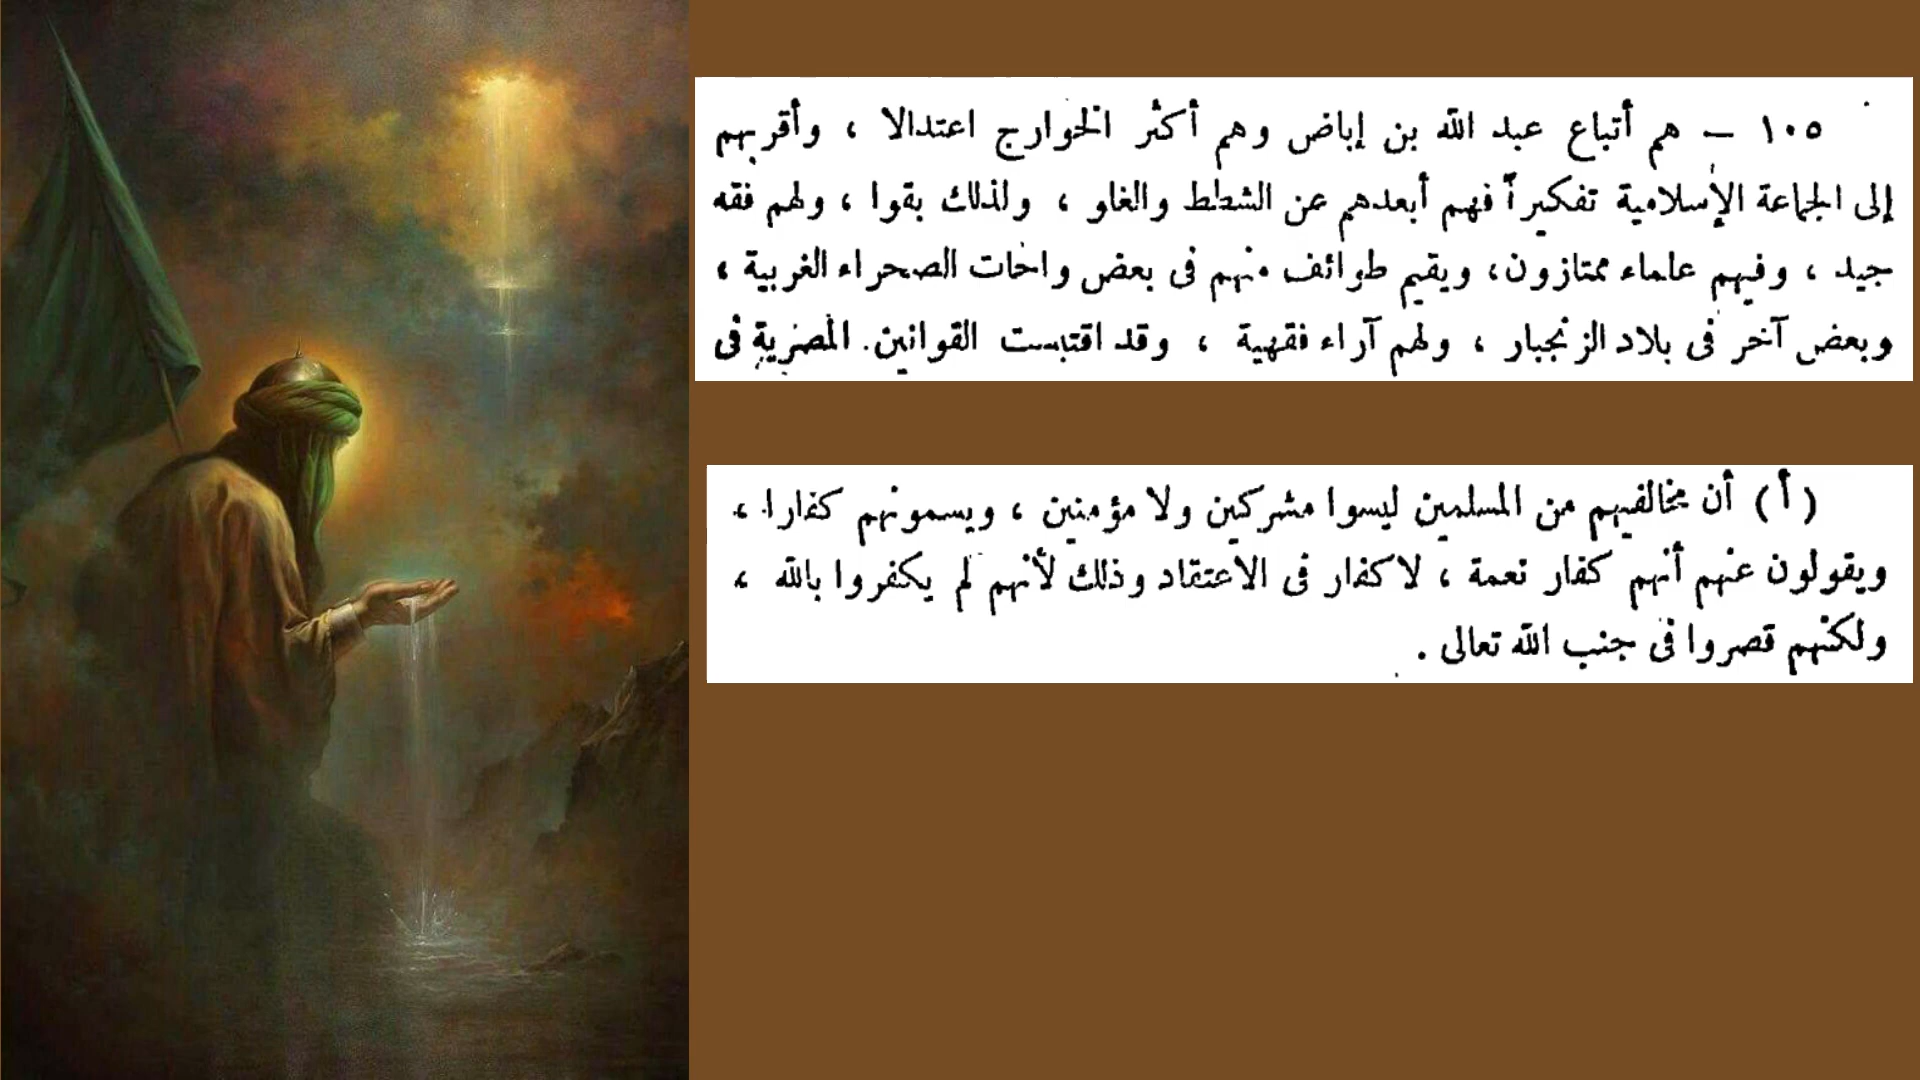 ١٠٥ – هم أتباع عبد الله بن إباض وهم أكثر الخوارج اعتدالا ، وأقربهم
إلى الجماعة الإسلامية تفكيراً فهم أبعدهم عن الشطط والغلو ، ولذلك بقوا ، ولهم فقه
جيد ، وفيهم علماء ممتازون ، ويقيم طوائف منهم فى بعض واحات الصحراء الغربية ،
وبعض آخر فى بلاد الزنجبار ، ولهم آراء فقهية ، وقد اقتبست القوانين المصرية فى
(أ) أن مخالفيهم من المسلمين ليسوا مشركين ولا مؤمنين ، ويسمونهم كفارا ،
ويقولون عنهم أنهم كفار نعمة ، لا كفار فى الاعتقاد وذلك لأنهم لم يكفروا بالله ،
ولكنهم قصروا فى جنب الله تعالى .